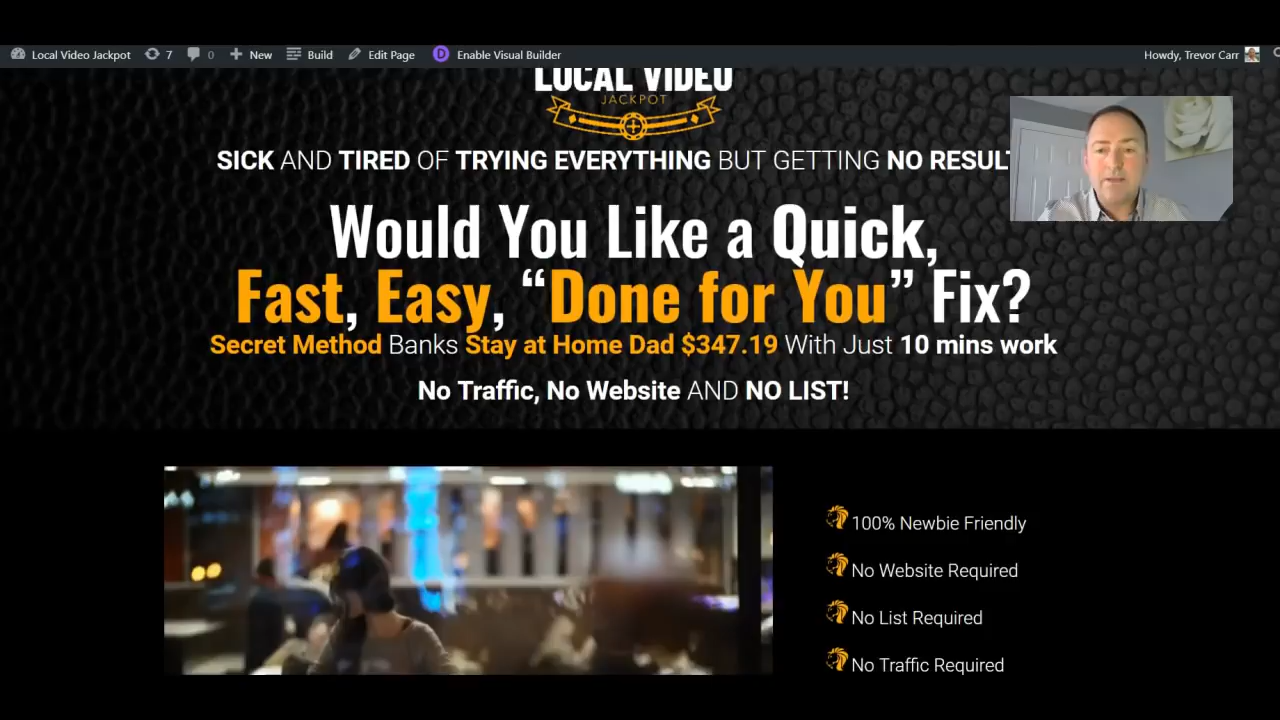 Local Video Jackpot 7 0 New Build Edit Page D Enable Visual Builder Howdy, Trevor Carr
LOCAL VIDEO
JACKPOT
SICK AND TIRED OF TRYING EVERYTHING BUT GETTING NO RESULT
Would You Like a Quick,
Fast, Easy, “Done for You” Fix?
Secret Method Banks Stay at Home Dad $347.19 With Just 10 mins work
No Traffic, No Website AND NO LIST!
100% Newbie Friendly
No Website Required
No List Required
No Traffic Required